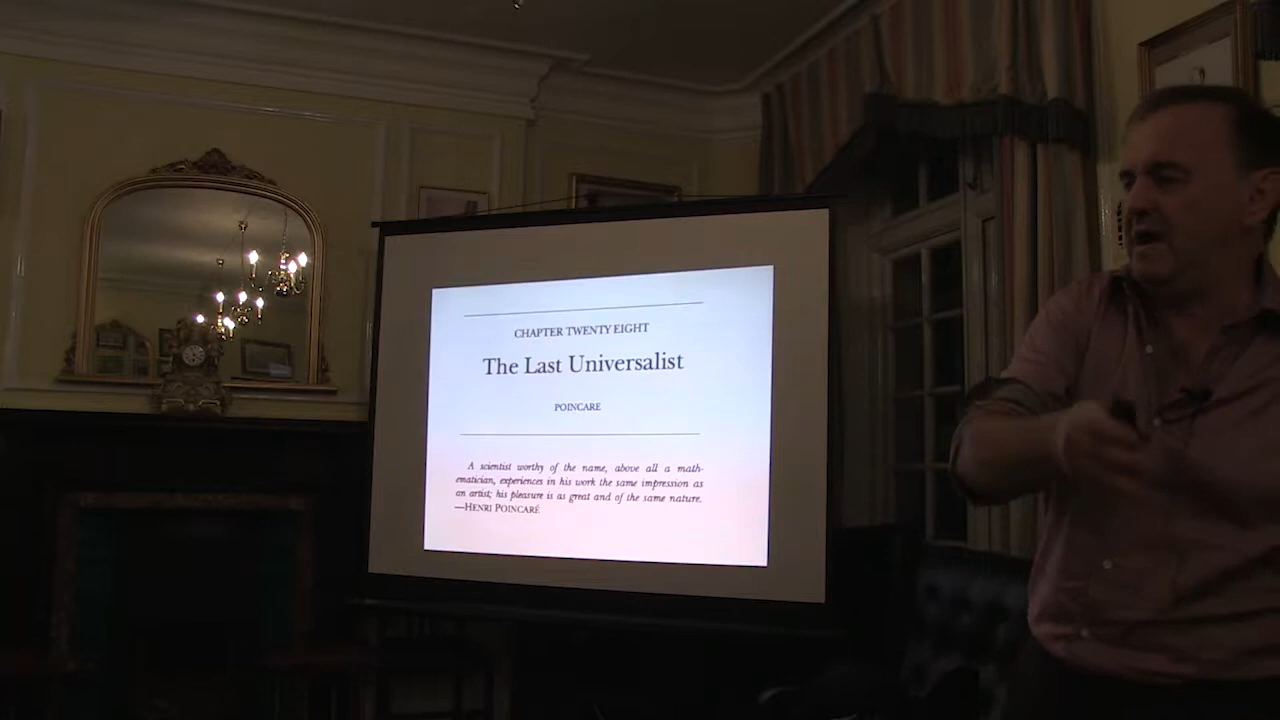 CHAPTER TWENTY EIGHT
The Last Universalist
POINCARE
A scientist worthy of the name, above all a math-
ematician, experiences in his work the same impression as
an artist; his pleasure is as great and of the same nature.
—HENRI POINCARÉ